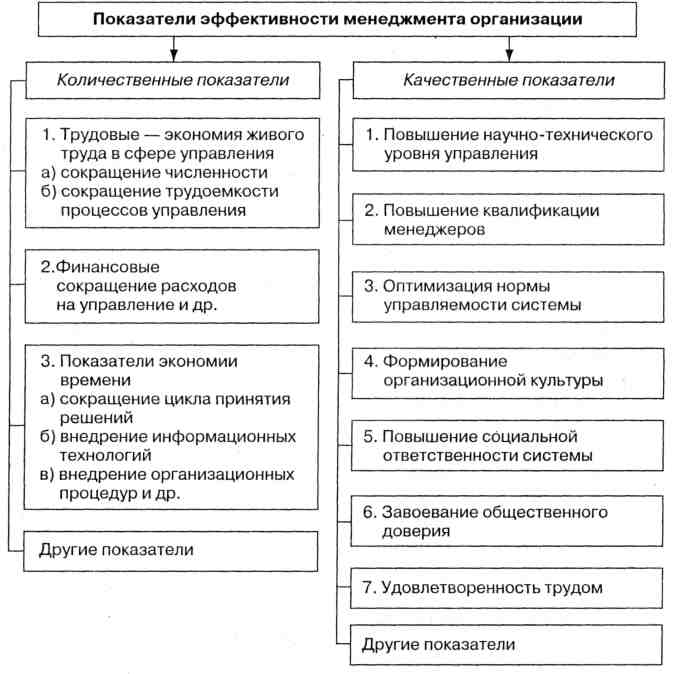 Показатели эффективности менеджмента организации
Количественные показатели
1. Трудовые — экономия живого
труда в сфере управления
а) сокращение численности
б) сокращение трудоемкости
процессов управления
2.Финансовые
сокращение расходов
на управление и др.
3. Показатели экономии
времени
а) сокращение цикла принятия
решений
б) внедрение информационных
технологий
в) внедрение организационных
процедур и др.
Другие показатели
Качественные показатели
1. Повышение научно-технического
уровня управления
2. Повышение квалификации
менеджеров
3. Оптимизация нормы
управляемости системы
4. Формирование
организационной культуры
5. Повышение социальной
ответственности системы
6. Завоевание общественного
доверия
7. Удовлетворенность трудом
Другие показатели